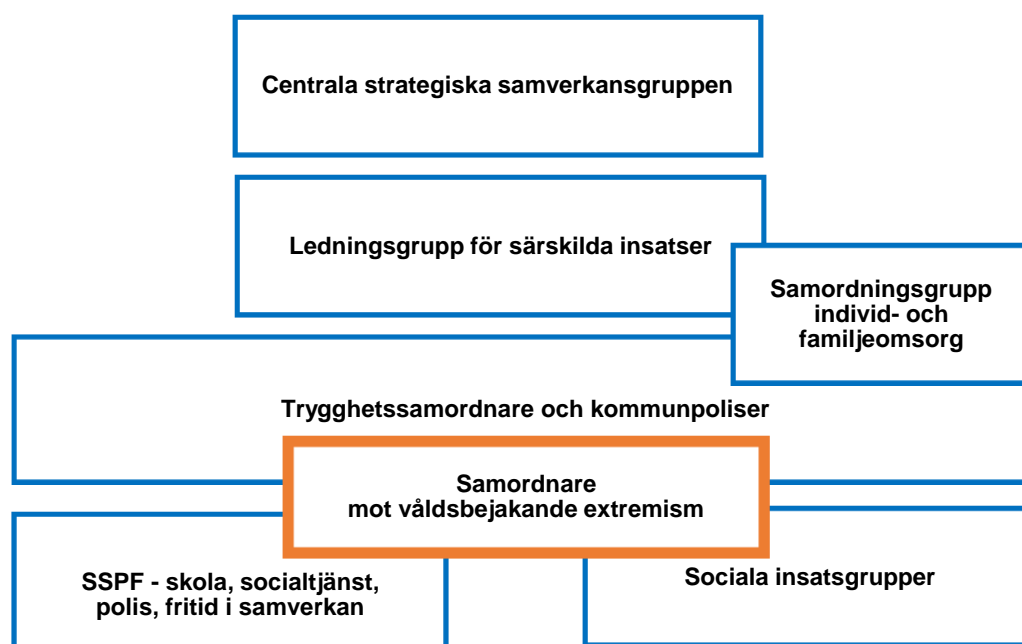 Centrala strategiska samverkansgruppen
Ledningsgrupp för särskilda insatser
Samordningsgrupp
individ- och
familjeomsorg
Trygghetssamordnare och kommunpoliser
Samordnare
mot våldsbejakande extremism
SSPF - skola, socialtjänst,
polis, fritid i samverkan
Sociala insatsgrupper